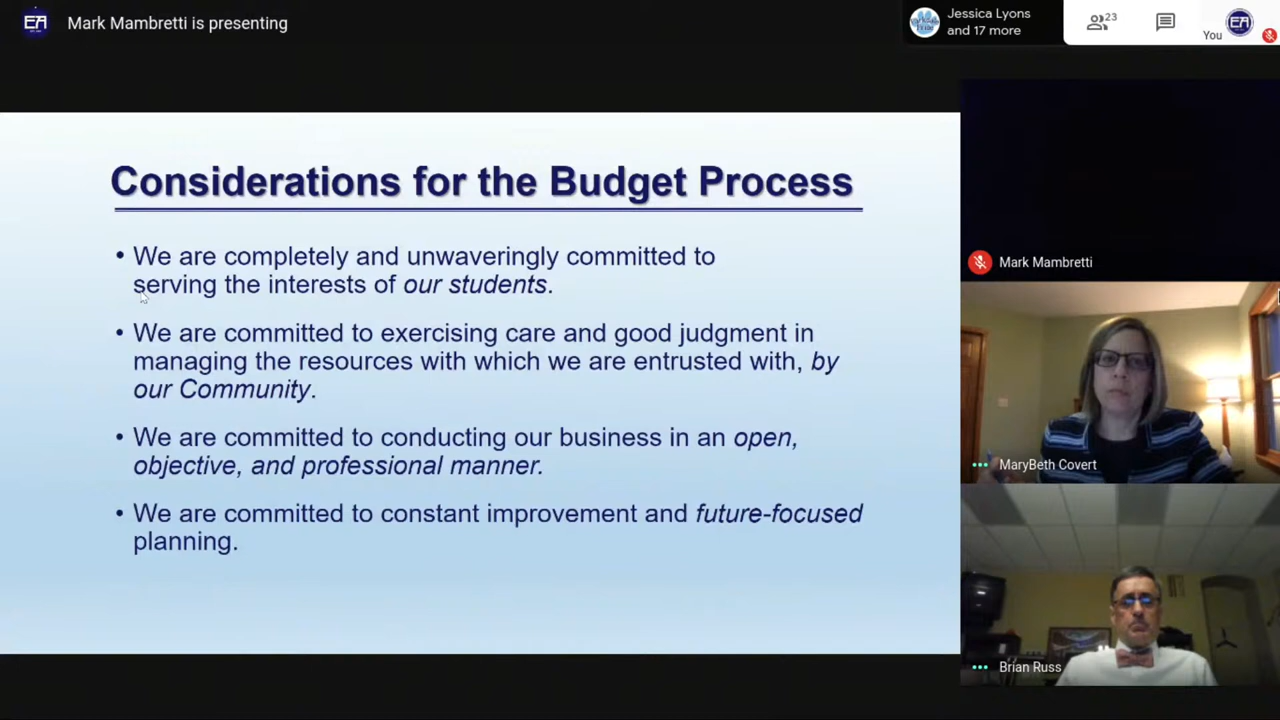 EA
Mark Mambretti is presenting
Jessica Lyons
and 17 more
23
You
EA
Considerations for the Budget Process
• We are completely and unwaveringly committed to
serving the interests of our students.
• We are committed to exercising care and good judgment in
managing the resources with which we are entrusted with, by
our Community.
• We are committed to conducting our business in an open,
objective, and professional manner.
• We are committed to constant improvement and future-focused
planning.
Mark Mambretti
MaryBeth Covert
Brian Russ